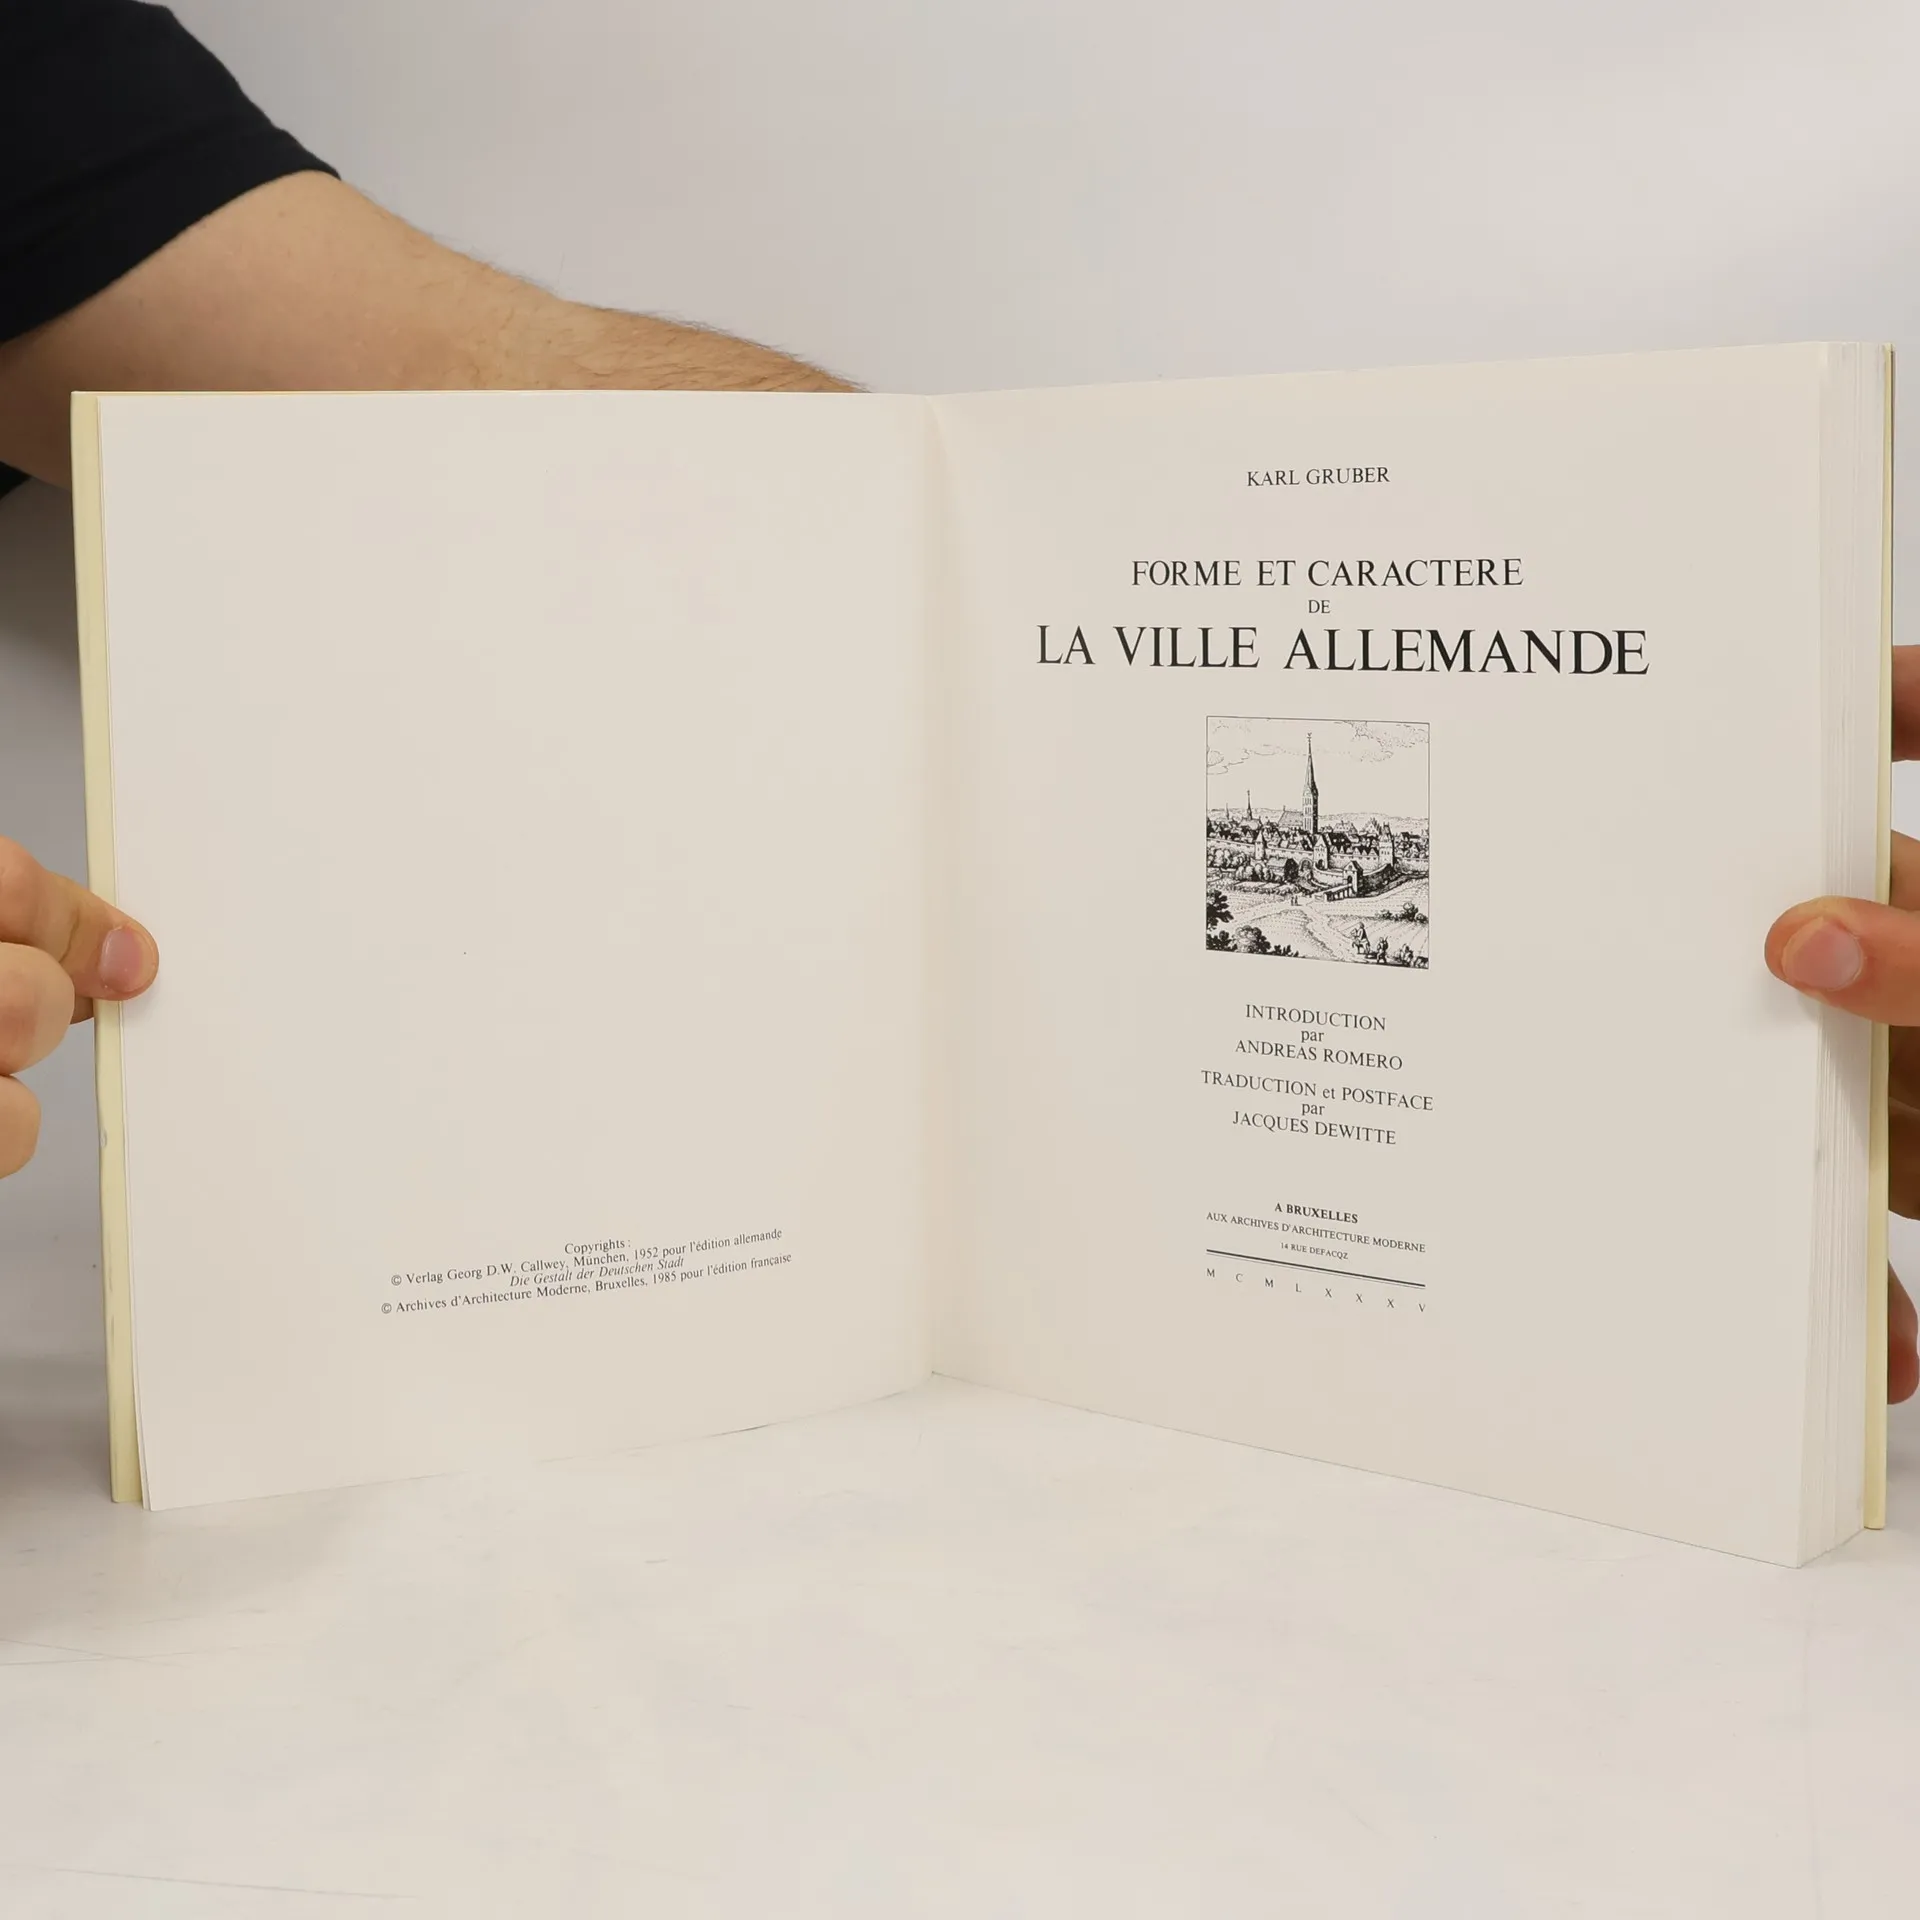 Copyrights :
© Verlag Georg D.W. Callwey, München, 1952 pour l'édition allemande
Die Gestalt der Deutschen Stadt
© Archives d'Architecture Moderne, Bruxelles, 1985 pour l'édition française
KARL GRUBER
FORME ET CARACTERE
DE
LA VILLE ALLEMANDE
INTRODUCTION
par
ANDREAS ROMERO
TRADUCTION et POSTFACE
par
JACQUES DEWITTE
A BRUXELLES
AUX ARCHIVES D'ARCHITECTURE MODERNE
14 RUE DEFACQZ
M C M L X X X V